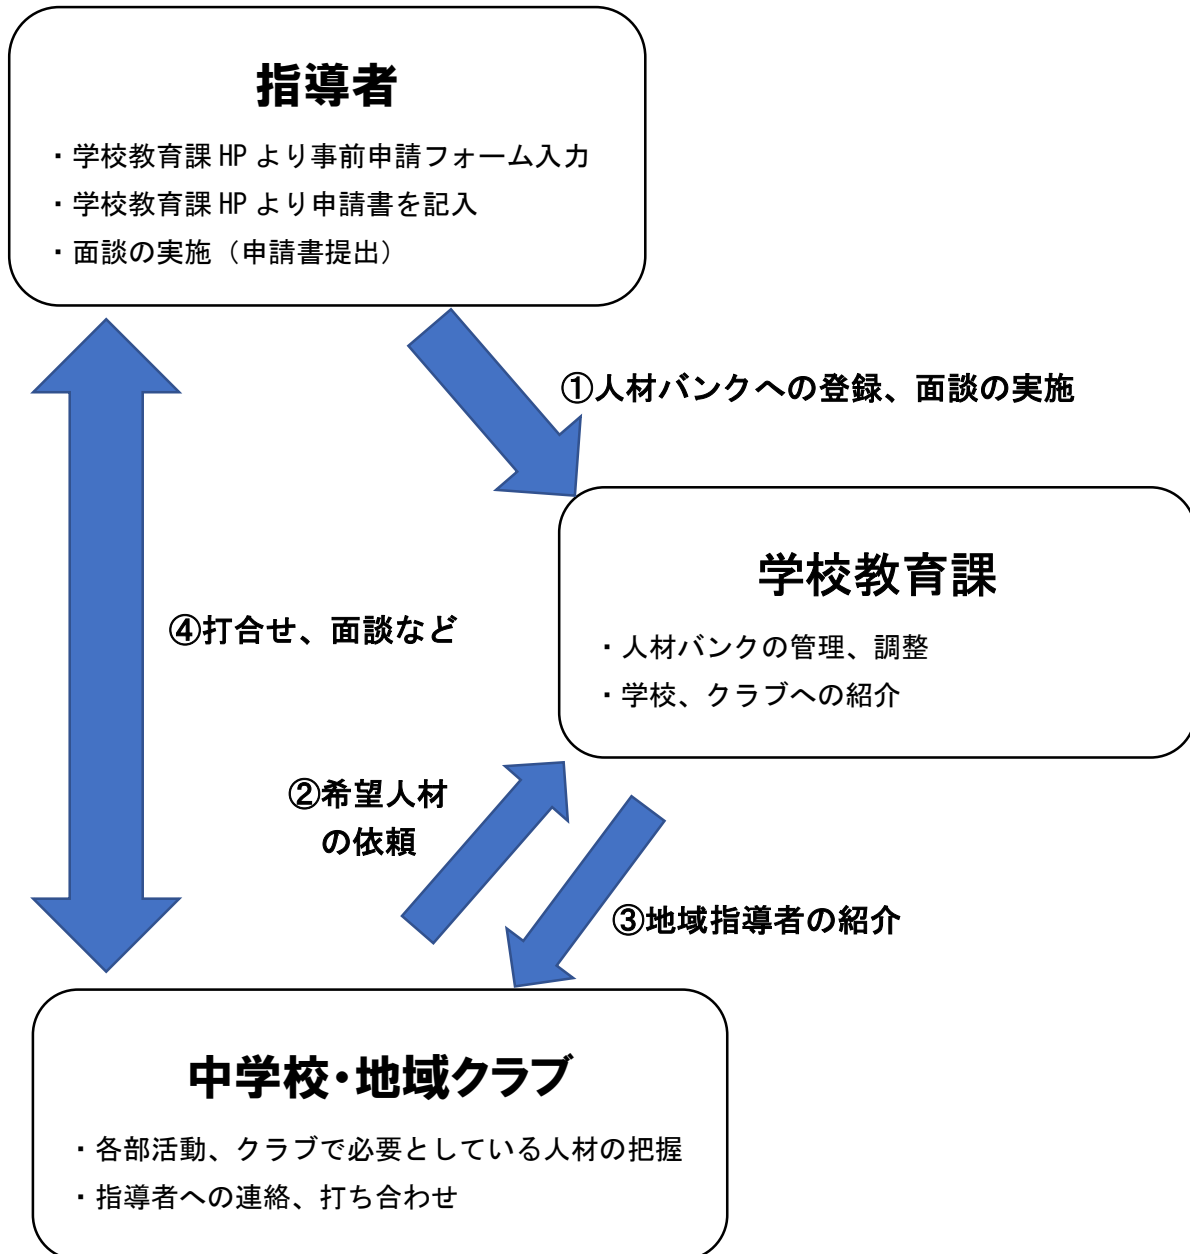 指導者
・学校教育課 HP より事前申請フォーム入力
・学校教育課 HP より申請書を記入
・面談の実施（申請書提出）
①人材バンクへの登録、面談の実施
学校教育課
・人材バンクの管理、調整
・学校、クラブへの紹介
④打合せ、面談など
②希望人材
の依頼
③地域指導者の紹介
中学校・地域クラブ
・各部活動、クラブで必要としている人材の把握
・指導者への連絡、打ち合わせ